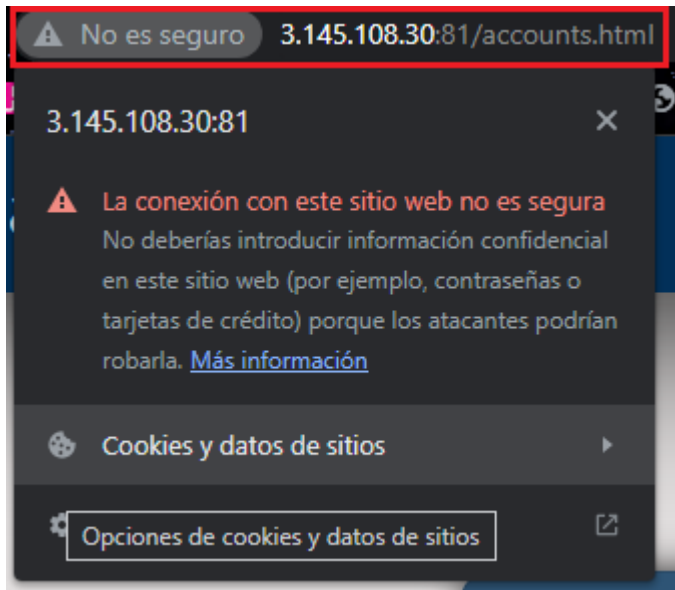 No es seguro 3.145.108.30:81/accounts.html
3.145.108.30:81
La conexión con este sitio web no es segura
No deberías introducir información confidencial
en este sitio web (por ejemplo, contraseñas o
tarjetas de crédito) porque los atacantes podrían
robarla. Más información
Cookies y datos de sitios
Opciones de cookies y datos de sitios